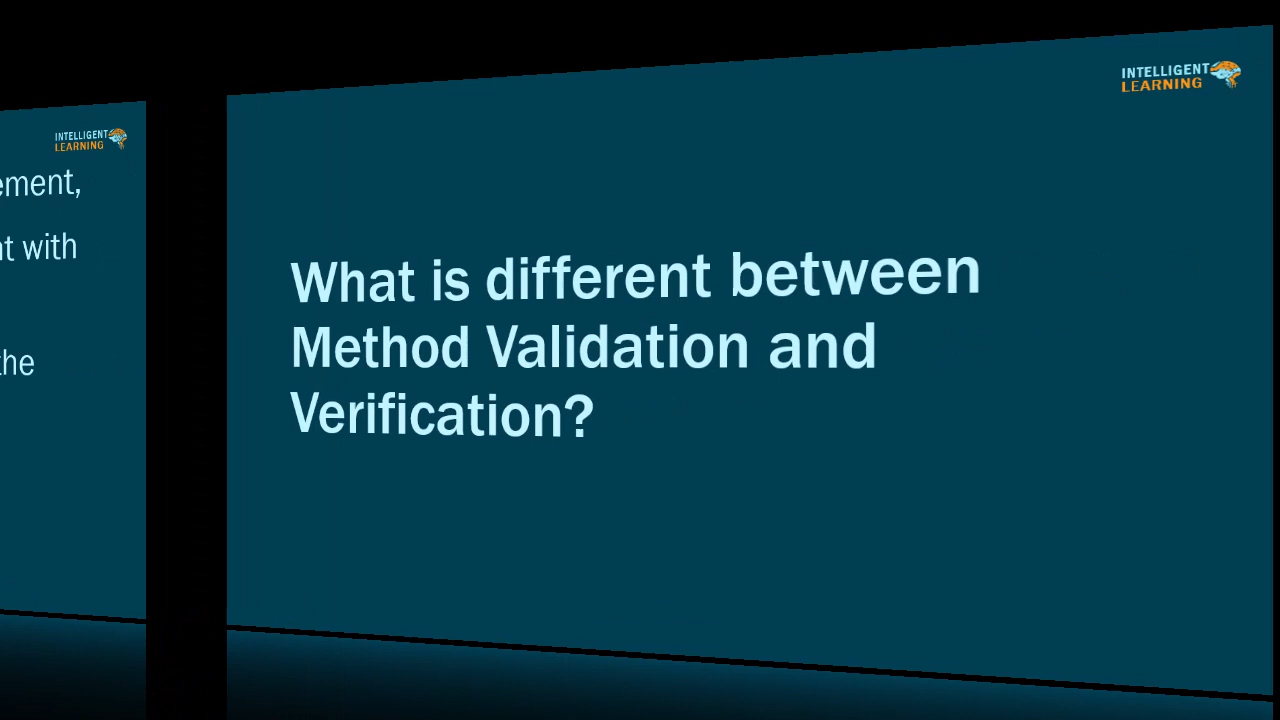 INTELLIGENT
LEARNING
ement,
t with
the
INTELLIGENT
LEARNING
What is different between
Method Validation and
Verification?